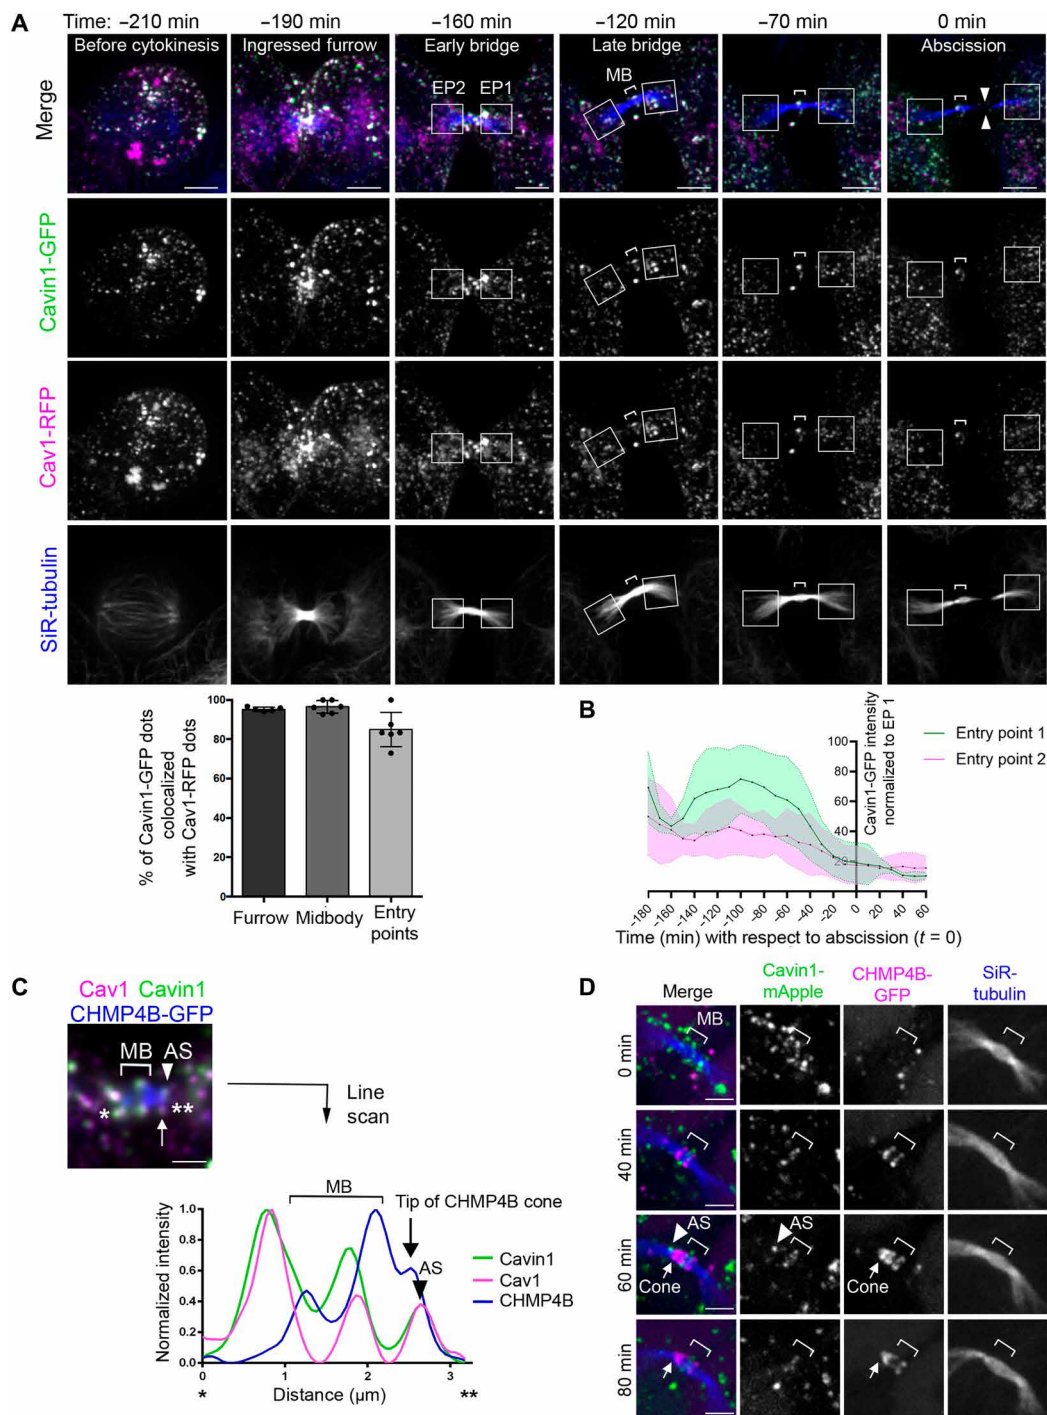 A
Time: −210 min −190 min −160 min −120 min −70 min 0 min
Before cytokinesis Ingressed furrow Early bridge Late bridge Abscission
Merge
EP2 EP1
MB
Cavin1-GFP
Cav1-RFP
SiR-tubulin
% of Cavin1-GFP dots
colocalized
with Cav1-RFP dots
100
80
60
40
20
0
Furrow Midbody Entry
points
B
Cavin1-GFP intensity
normalized to EP 1
100
80
60
40
20
Entry point 1
Entry point 2
−180 −160 −140 −120 −100 −80 −60 −40 −20 0 20 40 60
Time (min) with respect to abscission (t = 0)
C
Cav1 Cavin1
CHMP4B-GFP
MB AS
* **
Line
scan
MB
Tip of CHMP4B cone
AS
Normalized intensity
1.0
0.8
0.6
0.4
0.2
0.0
Cavin1
Cav1
CHMP4B
0 1 2 3
* Distance (µm) **
D
Cavin1-
mApple
CHMP4B-
GFP
SiR-
tubulin
Merge
MB
0 min
40 min
60 min
AS AS
Cone Cone
80 min